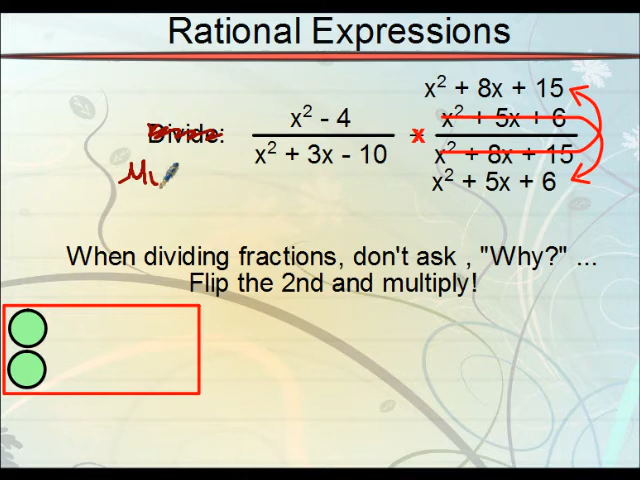 Rational Expressions
x² + 8x + 15
Divide: x² - 4 x² + 5x + 6
x
x² + 3x - 10 x² + 8x + 15
Mu x² + 5x + 6
When dividing fractions, don't ask , "Why?" ...
Flip the 2nd and multiply!